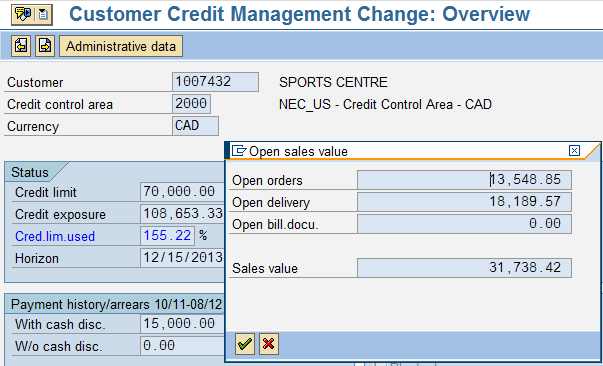 Customer Credit Management Change: Overview
Administrative data
Customer 1007432 SPORTS CENTRE
Credit control area 2000 NEC_US - Credit Control Area - CAD
Currency CAD
Status
Credit limit 70,000.00
Credit exposure 108,653.33
Cred.lim.used 155.22 %
Horizon 12/15/2013
Payment history/arrears 10/11-08/12
With cash disc. 15,000.00
W/o cash disc. 0.00
Open sales value
Open orders 13,548.85
Open delivery 18,189.57
Open bill.docu. 0.00
Sales value 31,738.42